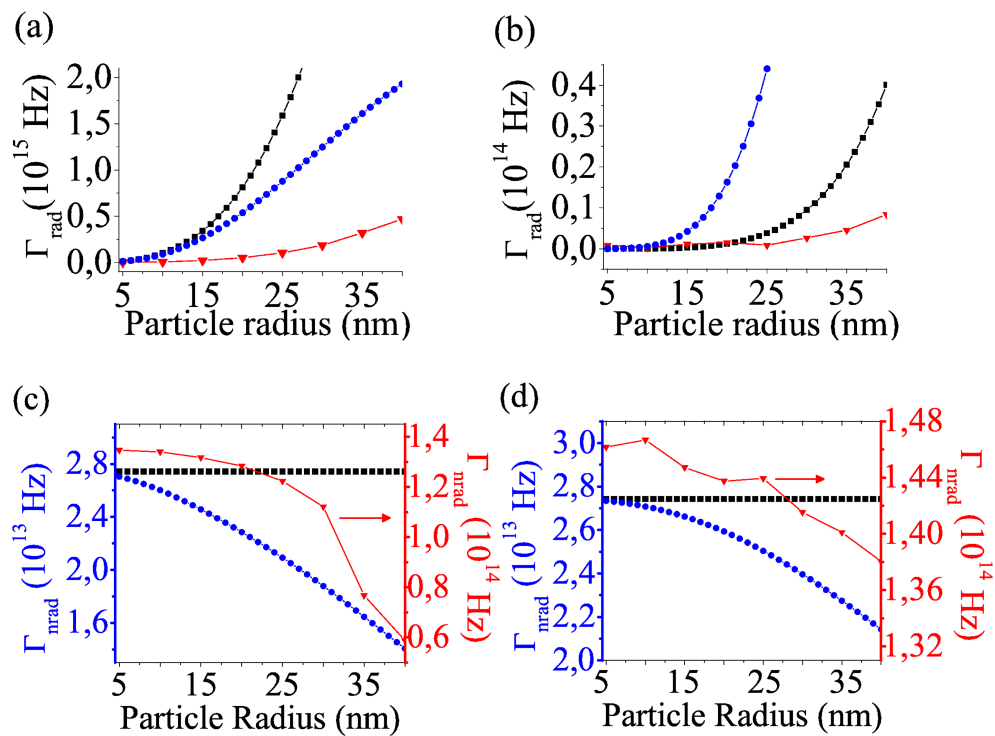 (a)
Γrad (10^15 Hz)
2,0
1,5
1,0
0,5
0,0
5 15 25 35
Particle radius (nm)
(b)
Γrad (10^14 Hz)
0,4
0,3
0,2
0,1
0,0
5 15 25 35
Particle radius (nm)
(c)
Γnrad (10^13 Hz)
2,8
2,4
2,0
1,6
1,4
1,2
1,0
0,8
0,6
Γnrad (10^14 Hz)
5 15 25 35
Particle Radius (nm)
(d)
Γnrad (10^13 Hz)
3,0
2,8
2,6
2,4
2,2
2,0
1,48
1,44
1,40
1,36
1,32
Γnrad (10^14 Hz)
5 15 25 35
Particle Radius (nm)